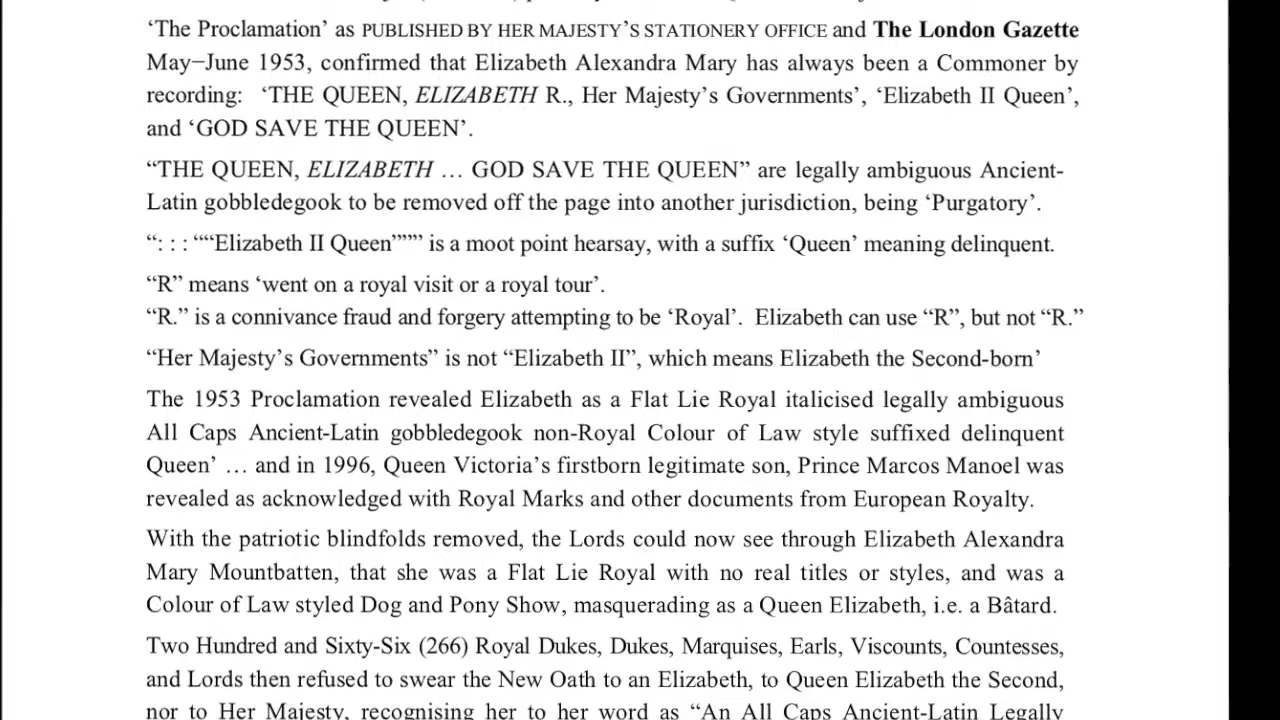 ‘The Proclamation’ as PUBLISHED BY HER MAJESTY’S STATIONERY OFFICE and The London Gazette
May–June 1953, confirmed that Elizabeth Alexandra Mary has always been a Commoner by
recording: ‘THE QUEEN, ELIZABETH R., Her Majesty’s Governments’, ‘Elizabeth II Queen’,
and ‘GOD SAVE THE QUEEN’.
“THE QUEEN, ELIZABETH … GOD SAVE THE QUEEN” are legally ambiguous Ancient-
Latin gobbledegook to be removed off the page into another jurisdiction, being ‘Purgatory’.
“: : : ““Elizabeth II Queen””” is a moot point hearsay, with a suffix ‘Queen’ meaning delinquent.
“R” means ‘went on a royal visit or a royal tour’.
“R.” is a connivance fraud and forgery attempting to be ‘Royal’. Elizabeth can use “R”, but not “R.”
“Her Majesty’s Governments” is not “Elizabeth II”, which means Elizabeth the Second-born’
The 1953 Proclamation revealed Elizabeth as a Flat Lie Royal italicised legally ambiguous
All Caps Ancient-Latin gobbledegook non-Royal Colour of Law style suffixed delinquent
Queen’ … and in 1996, Queen Victoria’s firstborn legitimate son, Prince Marcos Manoel was
revealed as acknowledged with Royal Marks and other documents from European Royalty.
With the patriotic blindfolds removed, the Lords could now see through Elizabeth Alexandra
Mary Mountbatten, that she was a Flat Lie Royal with no real titles or styles, and was a
Colour of Law styled Dog and Pony Show, masquerading as a Queen Elizabeth, i.e. a Bâtard.
Two Hundred and Sixty-Six (266) Royal Dukes, Dukes, Marquises, Earls, Viscounts, Countesses,
and Lords then refused to swear the New Oath to an Elizabeth, to Queen Elizabeth the Second,
nor to Her Majesty, recognising her to her word as “An All Caps Ancient-Latin Legally